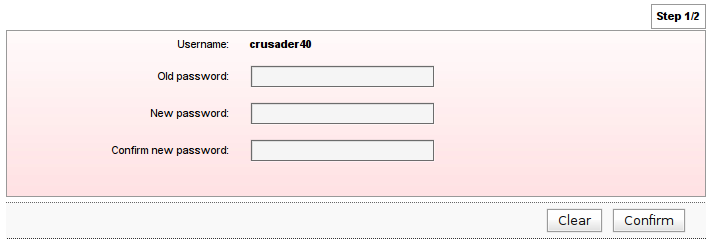 Step 1/2
Username: crusader40
Old password:
New password:
Confirm new password:
Clear Confirm